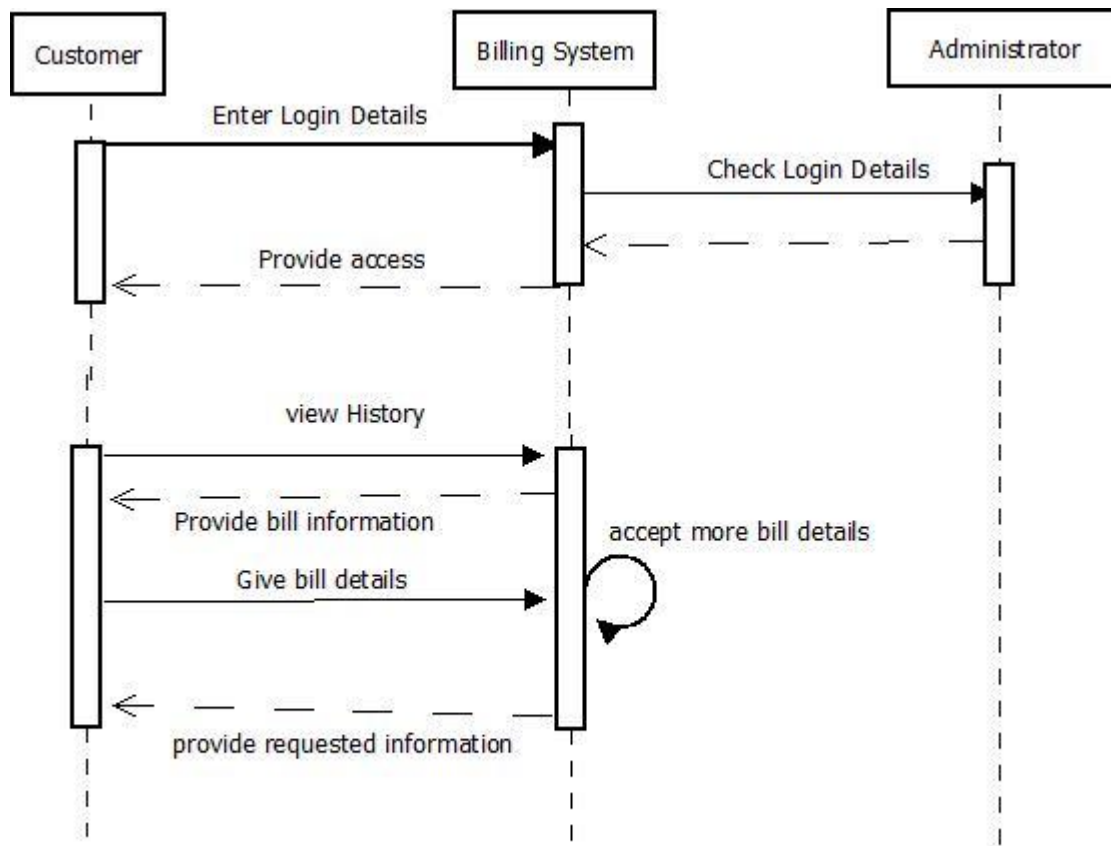 Customer
Billing System
Administrator
Enter Login Details
Check Login Details
Provide access
view History
Provide bill information
accept more bill details
Give bill details
provide requested information